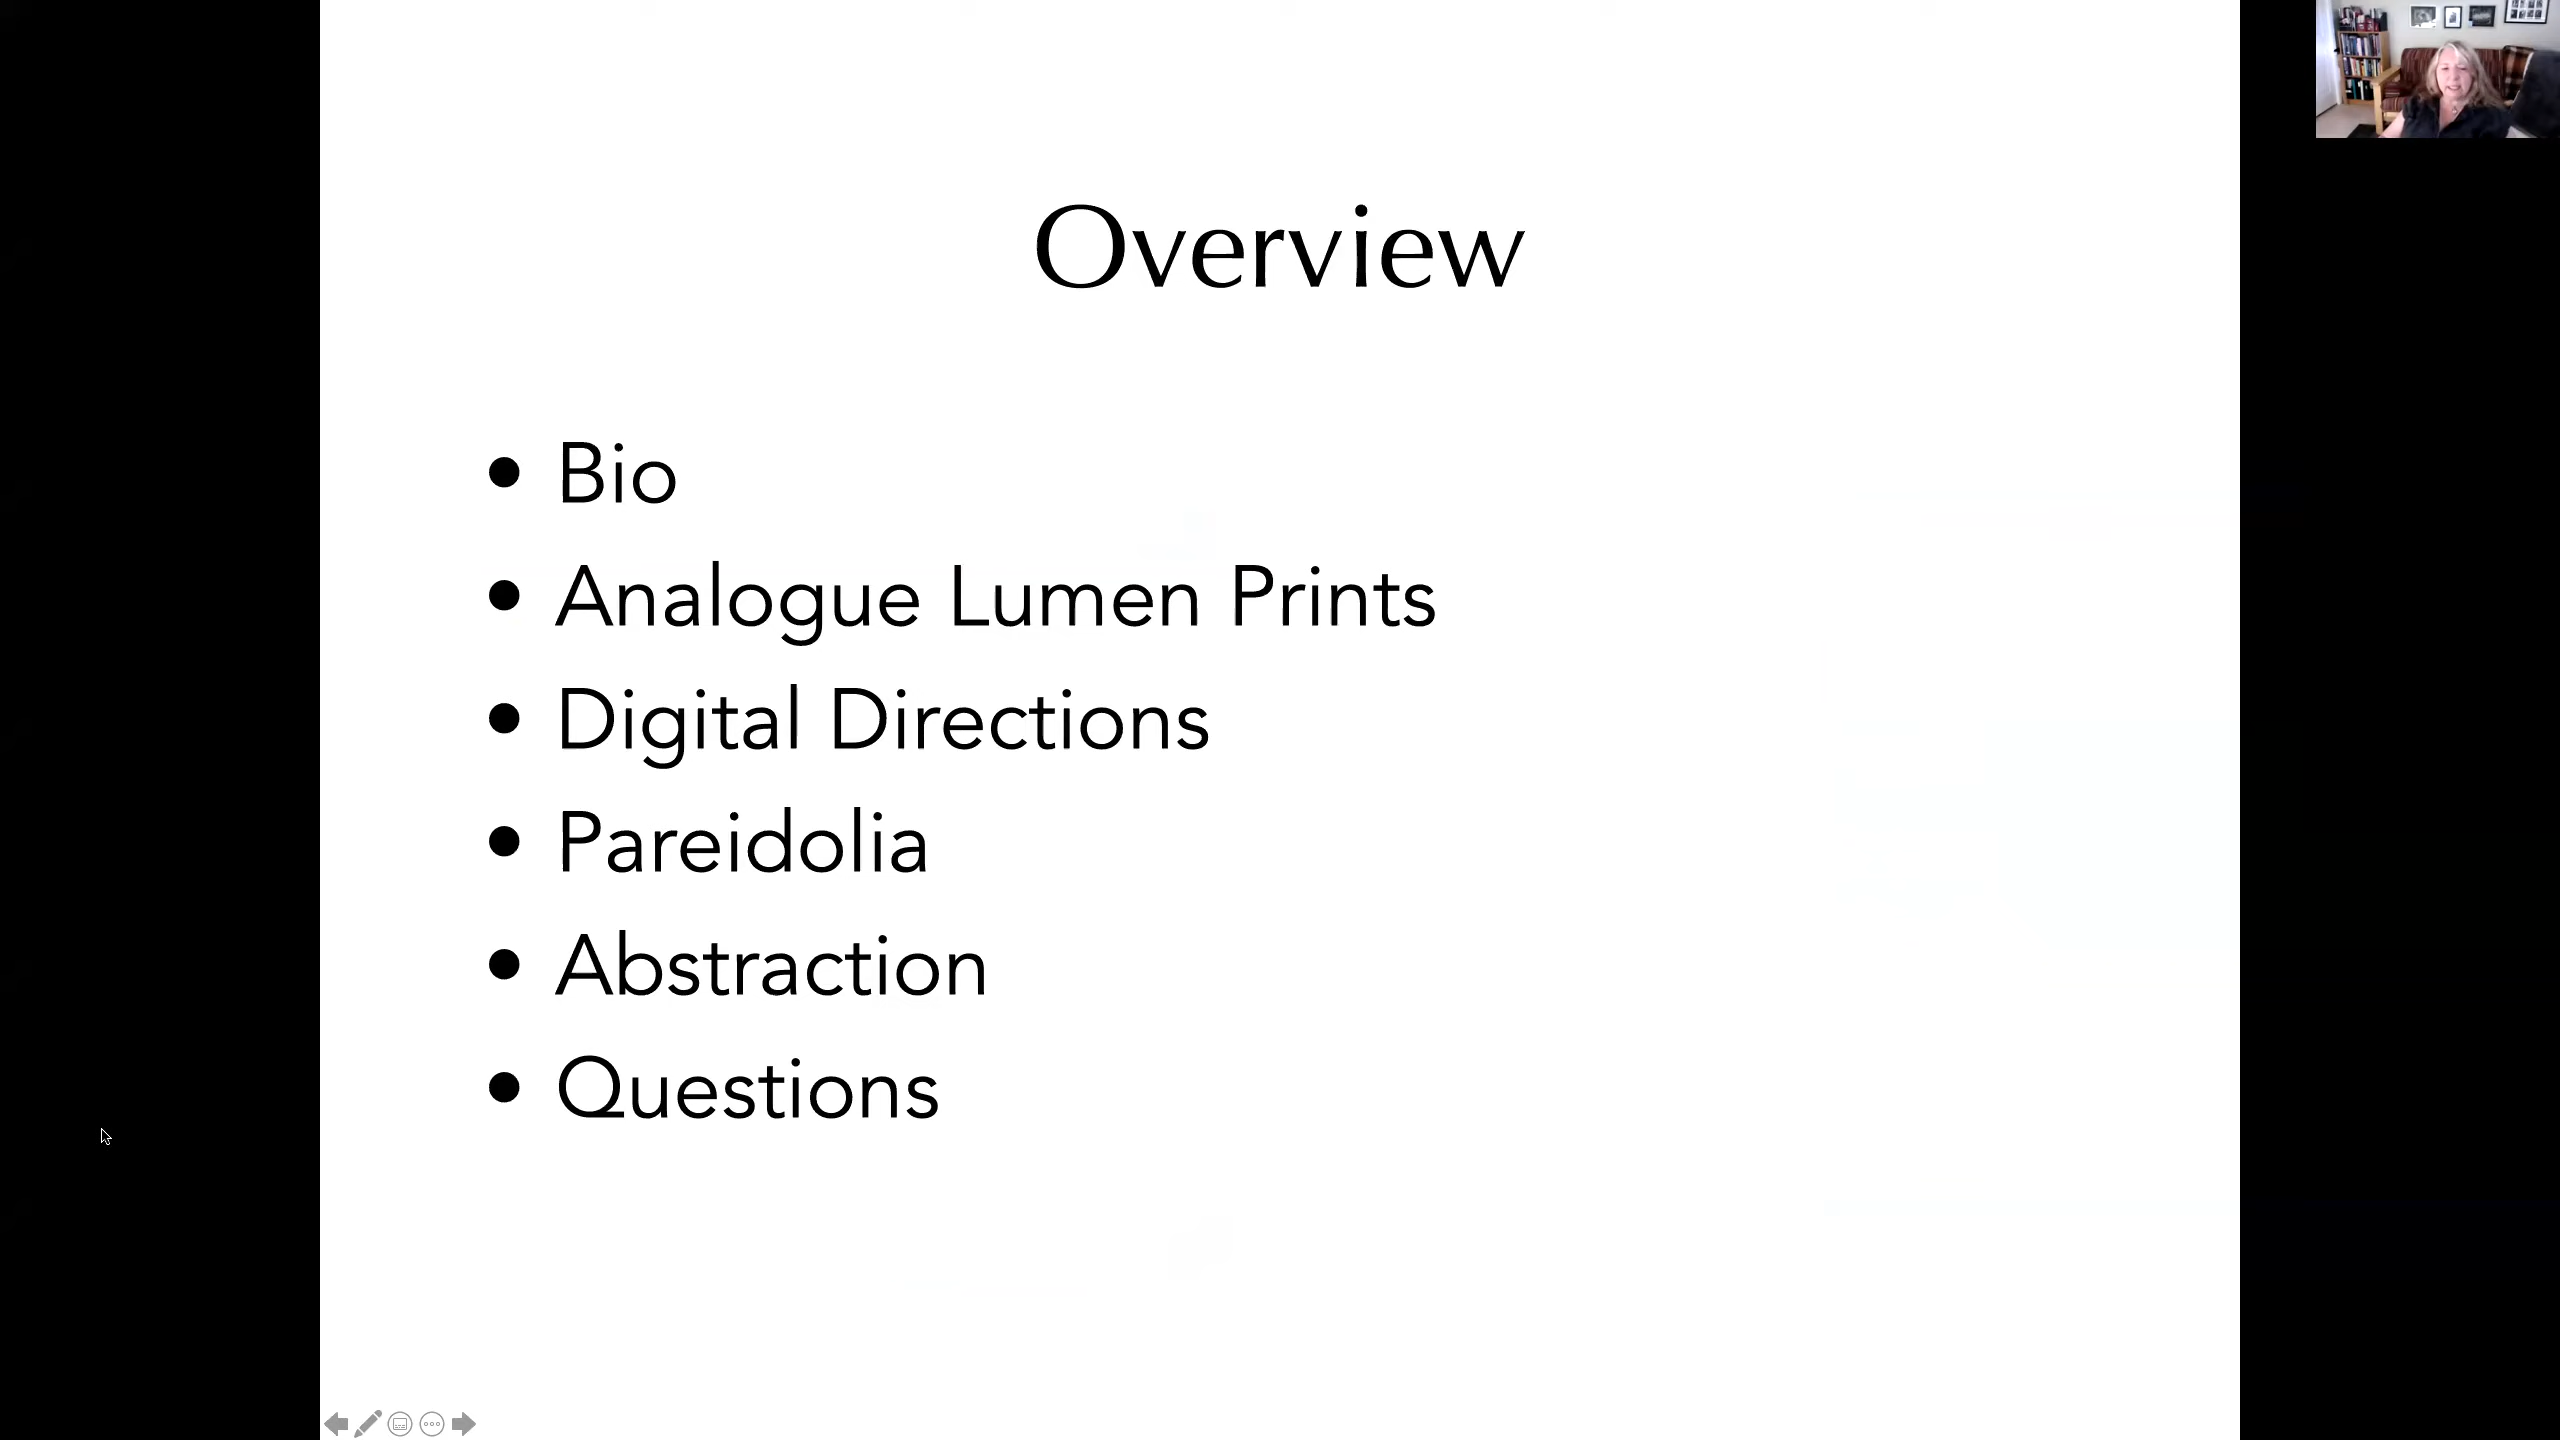 Overview
• Bio
• Analogue Lumen Prints
• Digital Directions
• Pareidolia
• Abstraction
• Questions